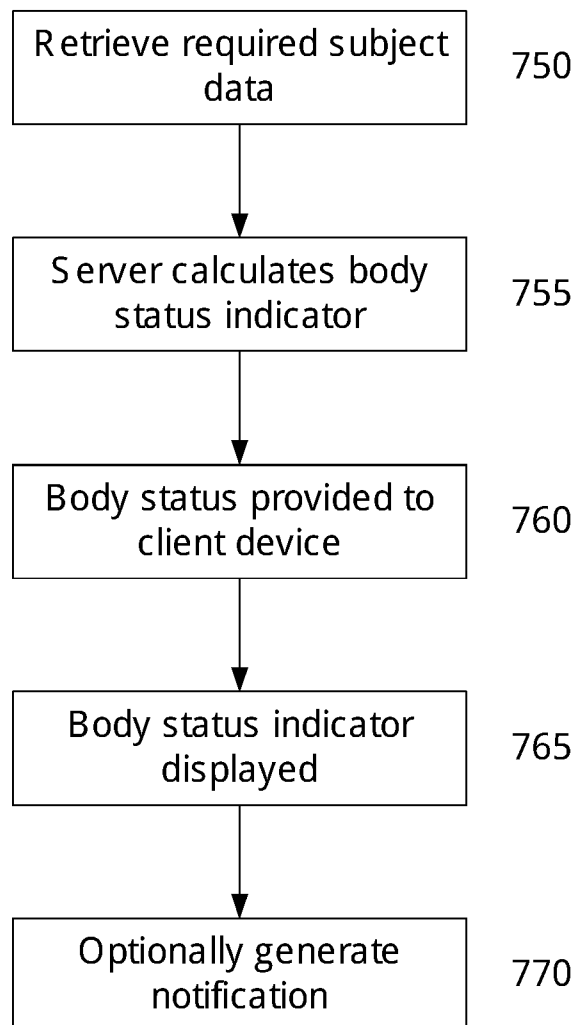 Retrieve required subject
data
750
Server calculates body
status indicator
755
Body status provided to
client device
760
Body status indicator
displayed
765
Optionally generate
notification
770